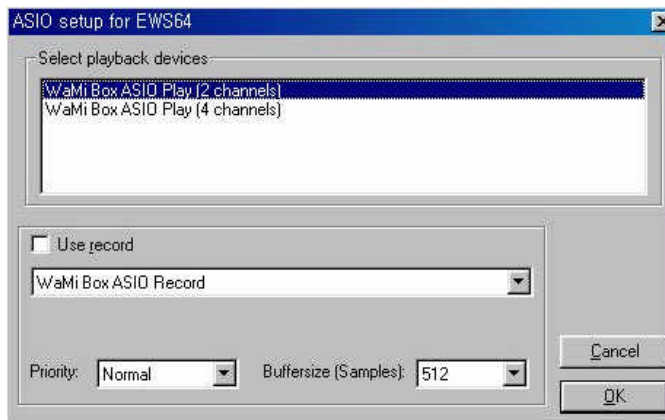 ASIO setup for EWS64
Select playback devices
WaMi Box ASIO Play (2 channels)
WaMi Box ASIO Play (4 channels)
Use record
WaMi Box ASIO Record
Priority: Normal Buffersize (Samples): 512
Cancel
OK